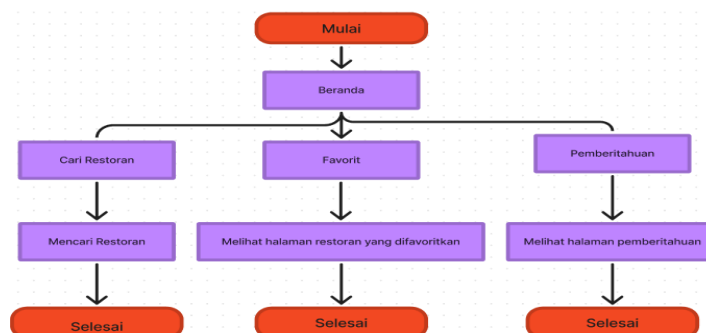 Mulai
Beranda
Cari Restoran
Favorit
Pemberitahuan
Mencari Restoran
Melihat halaman restoran yang difavoritkan
Melihat halaman pemberitahuan
Selesai
Selesai
Selesai